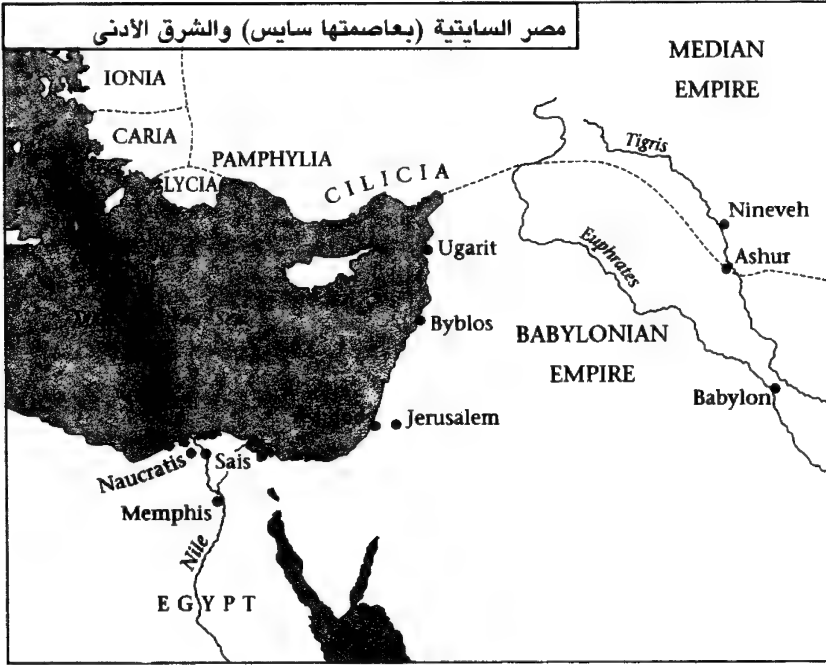 مصر السايتية (بعاصمتها سايس) والشرق الأدنى
MEDIAN
EMPIRE
IONIA
CARIA
LYCIA
PAMPHYLIA
CILICIA
Tigris
Nineveh
Ashur
Ugarit
Euphrates
Byblos
BABYLONIAN
EMPIRE
Babylon
Jerusalem
Naucratis
Sais
Memphis
Nile
EGYPT